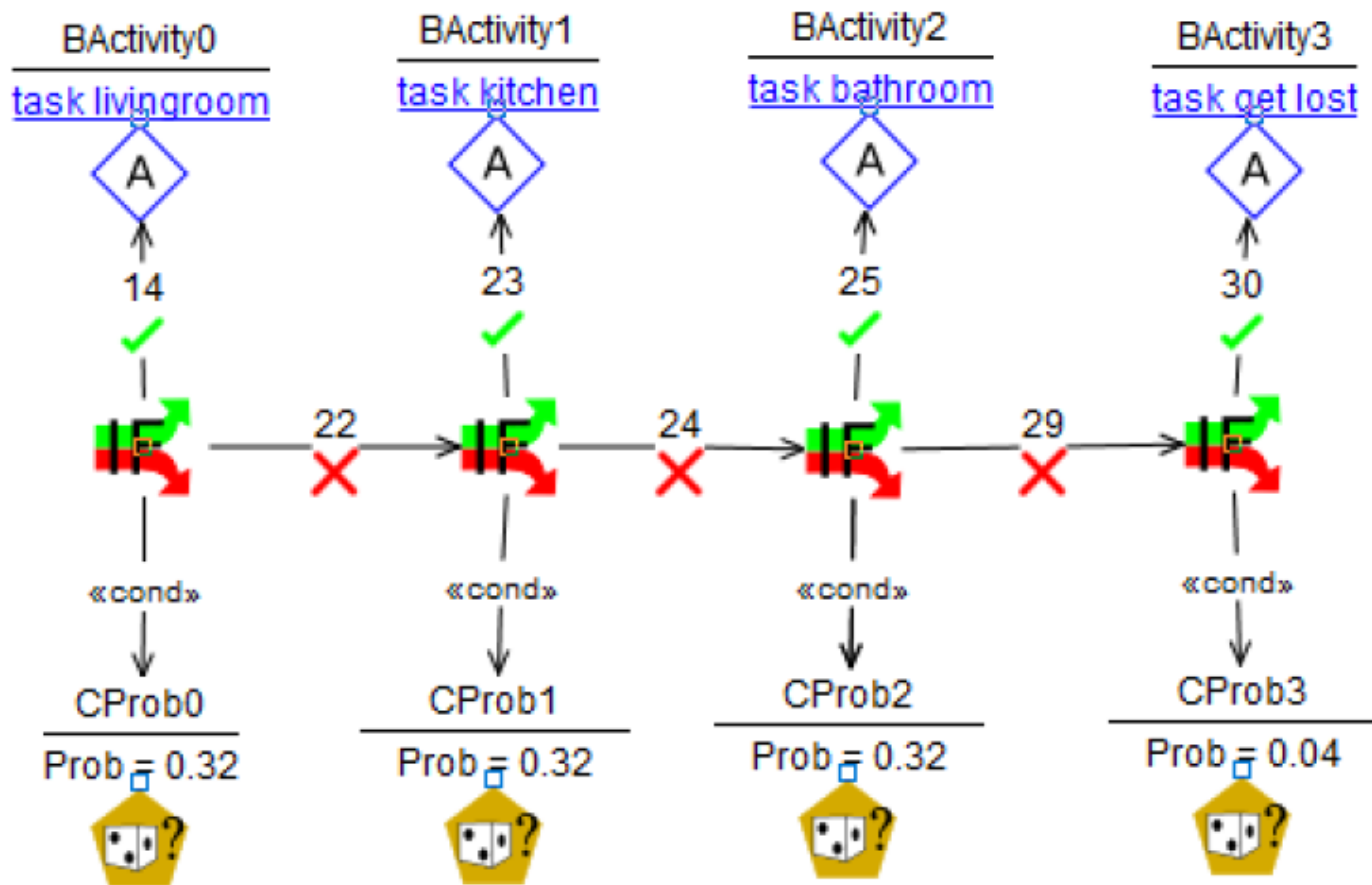 BActivity0
task livingroom
A
14
BActivity1
task kitchen
A
23
BActivity2
task bathroom
A
25
BActivity3
task get lost
A
30
22
24
29
«cond»
CProb0
Prob = 0.32
?
«cond»
CProb1
Prob = 0.32
?
«cond»
CProb2
Prob = 0.32
?
«cond»
CProb3
Prob = 0.04
?